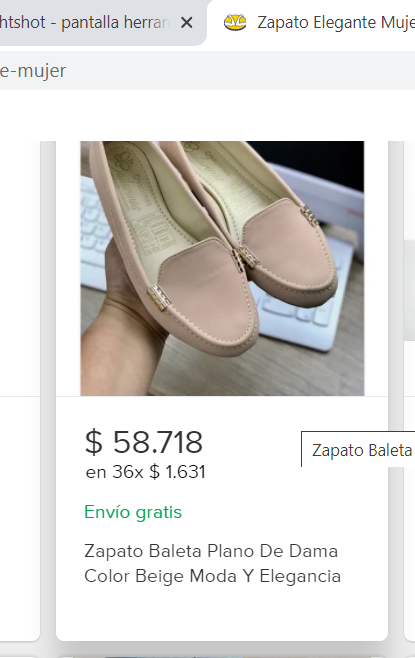 htshot - pantalla herran
Zapato Elegante Muje
e-mujer
$ 58.718
en 36x $ 1.631
Zapato Baleta
Envío gratis
Zapato Baleta Plano De Dama
Color Beige Moda Y Elegancia